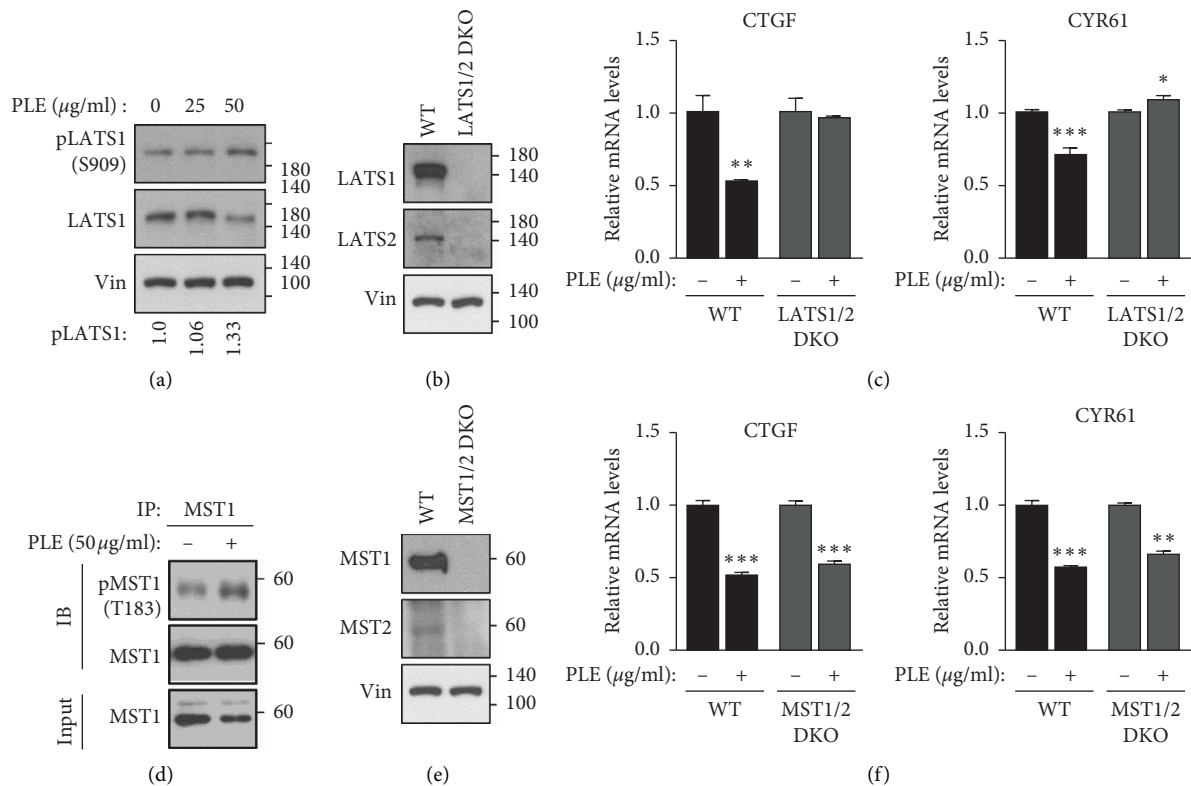 PLE (μg/ml) : 0 25 50
pLATS1
(S909)
180
140
LATS1
180
140
Vin
140
100
pLATS1: 1.0 1.06 1.33
(a)
WT LATS1/2 DKO
LATS1
180
140
LATS2
180
140
Vin
140
100
(b)
CTGF
Relative mRNA levels
1.5
1.0
0.5
0.0
**
PLE (μg/ml): – + – +
WT LATS1/2
DKO
CYR61
Relative mRNA levels
1.5
1.0
0.5
0.0
***
*
PLE (μg/ml): – + – +
WT LATS1/2
DKO
(c)
IP: MST1
PLE (50 μg/ml): – +
IB
pMST1
(T183)
60
MST1
60
Input
MST1
60
(d)
WT MST1/2 DKO
MST1
60
MST2
60
Vin
140
100
(e)
CTGF
Relative mRNA levels
1.5
1.0
0.5
0.0
*** ***
PLE (μg/ml): – + – +
WT MST1/2
DKO
CYR61
Relative mRNA levels
1.5
1.0
0.5
0.0
*** **
PLE (μg/ml): – + – +
WT MST1/2
DKO
(f)